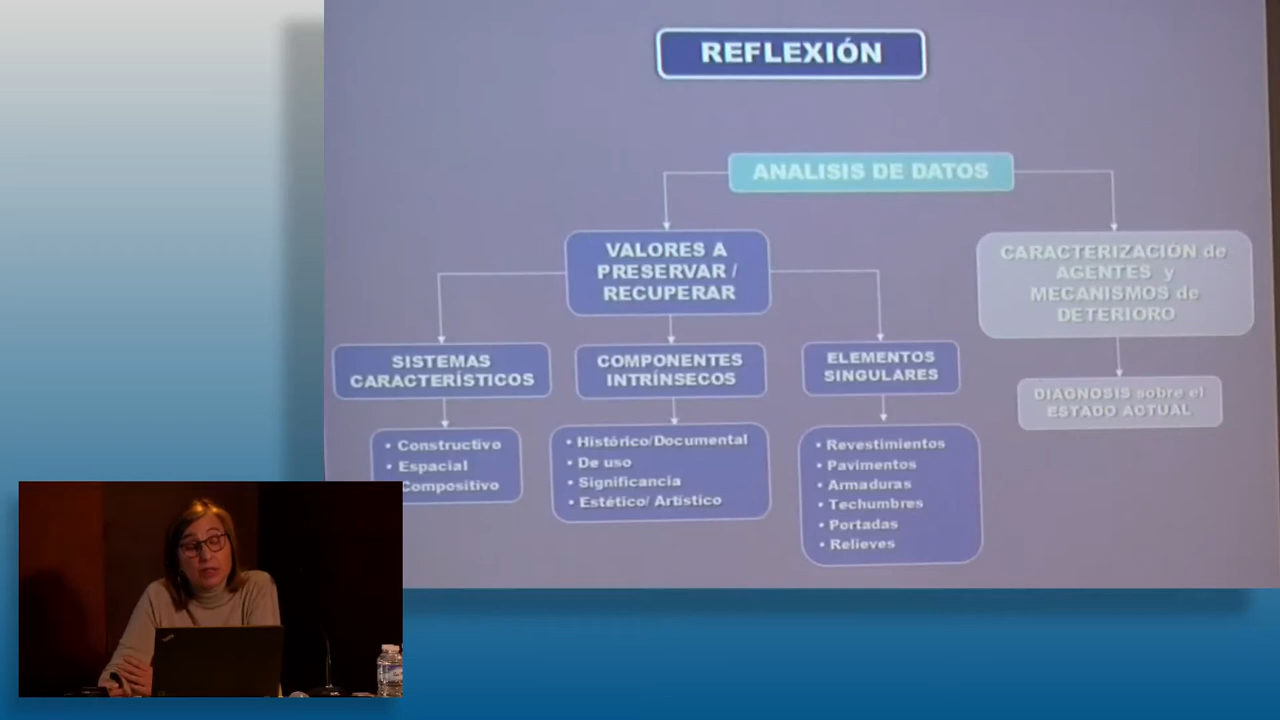 REFLEXIÓN
ANALISIS DE DATOS
VALORES A
PRESERVAR /
RECUPERAR
CARACTERIZACIÓN de
AGENTES y
MECANISMOS de
DETERIORO
SISTEMAS
CARACTERÍSTICOS
COMPONENTES
INTRÍNSECOS
ELEMENTOS
SINGULARES
DIAGNOSIS sobre el
ESTADO ACTUAL
• Constructivo
• Espacial
Compositivo
• Histórico/Documental
• De uso
• Significancia
• Estético/ Artístico
• Revestimientos
• Pavimentos
• Armaduras
• Techumbres
• Portadas
• Relieves